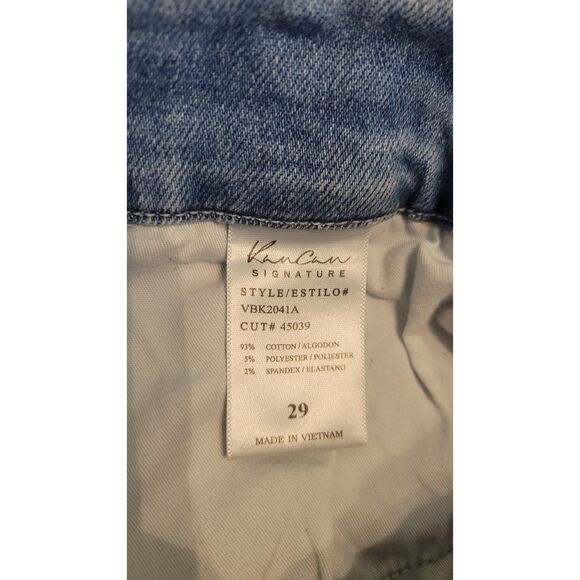 KanCan
SIGNATURE
STYLE/ESTILO#
VBK2041A
CUT# 45039
93% COTTON / ALGODON
5% POLYESTER / POLIESTER
2% SPANDEX / ELASTANO
29
MADE IN VIETNAM